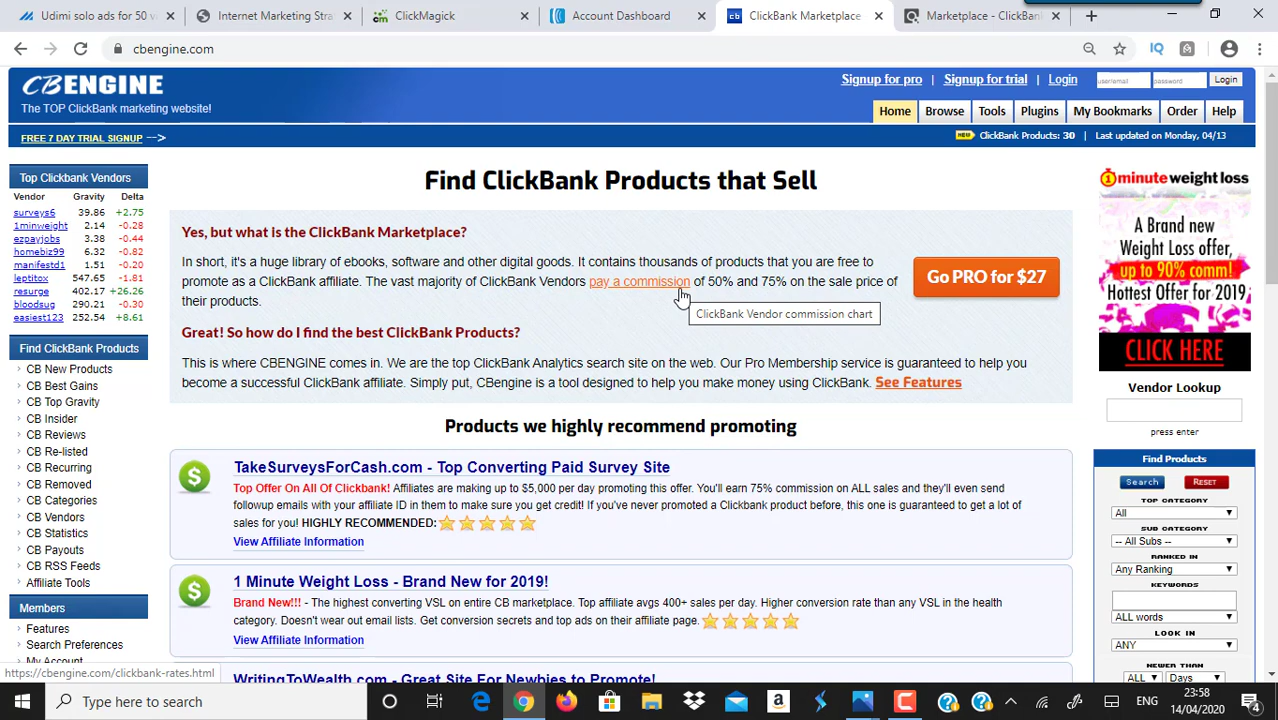 Udimi solo ads for 50 v
Internet Marketing Stra
ClickMagick
Account Dashboard
ClickBank Marketplace
Marketplace - ClickBan
cbengine.com
CBENGINE
The TOP ClickBank marketing website!
Signup for pro | Signup for trial | Login
user/email
password
Login
Home Browse Tools Plugins My Bookmarks Order Help
FREE 7 DAY TRIAL SIGNUP -->
NEW ClickBank Products: 30 | Last updated on Monday, 04/13
Top Clickbank Vendors
Vendor Gravity Delta
surveys6 39.86 +2.75
1minweight 2.14 -0.28
ezpayjobs 3.38 -0.44
homebiz99 6.32 -0.82
manifestd1 1.51 -0.20
leptitox 547.65 -1.81
resurge 402.17 +26.26
bloodsug 290.21 -0.30
easiest123 252.54 +8.61
Find ClickBank Products
CB New Products
CB Best Gains
CB Top Gravity
CB Insider
CB Reviews
CB Re-listed
CB Recurring
CB Removed
CB Categories
CB Vendors
CB Statistics
CB Payouts
CB RSS Feeds
Affiliate Tools
Members
Features
Search Preferences
My Account
https://cbengine.com/clickbank-rates.html
Find ClickBank Products that Sell
Yes, but what is the ClickBank Marketplace?
In short, it's a huge library of ebooks, software and other digital goods. It contains thousands of products that you are free to
promote as a ClickBank affiliate. The vast majority of ClickBank Vendors pay a commission of 50% and 75% on the sale price of
their products.
ClickBank Vendor commission chart
Go PRO for $27
Great! So how do I find the best ClickBank Products?
This is where CBENGINE comes in. We are the top ClickBank Analytics search site on the web. Our Pro Membership service is guaranteed to help you
become a successful ClickBank affiliate. Simply put, CBengine is a tool designed to help you make money using ClickBank. See Features
Products we highly recommend promoting
$
TakeSurveysForCash.com - Top Converting Paid Survey Site
Top Offer On All Of Clickbank! Affiliates are making up to $5,000 per day promoting this offer. You'll earn 75% commission on ALL sales and they'll even send
followup emails with your affiliate ID in them to make sure you get credit! If you've never promoted a Clickbank product before, this one is guaranteed to get a lot of
sales for you! HIGHLY RECOMMENDED:
View Affiliate Information
$
1 Minute Weight Loss - Brand New for 2019!
Brand New!!! - The highest converting VSL on entire CB marketplace. Top affiliate avgs 400+ sales per day. Higher conversion rate than any VSL in the health
category. Doesn't wear out email lists. Get conversion secrets and top ads on their affiliate page.
View Affiliate Information
WritingToWealth.com - Great Site For Newbies to Promote!
1 minute weight loss
A Brand new
Weight Loss offer,
up to 90% comm!
Hottest Offer for 2019
CLICK HERE
Vendor Lookup
press enter
Find Products
Search RESET
TOP CATEGORY
All
SUB CATEGORY
-- All Subs --
RANKED IN
Any Ranking
KEYWORDS
ALL words
LOOK IN
ANY
NEWER THAN
ALL Days
Type here to search
ENG
23:58
14/04/2020
4